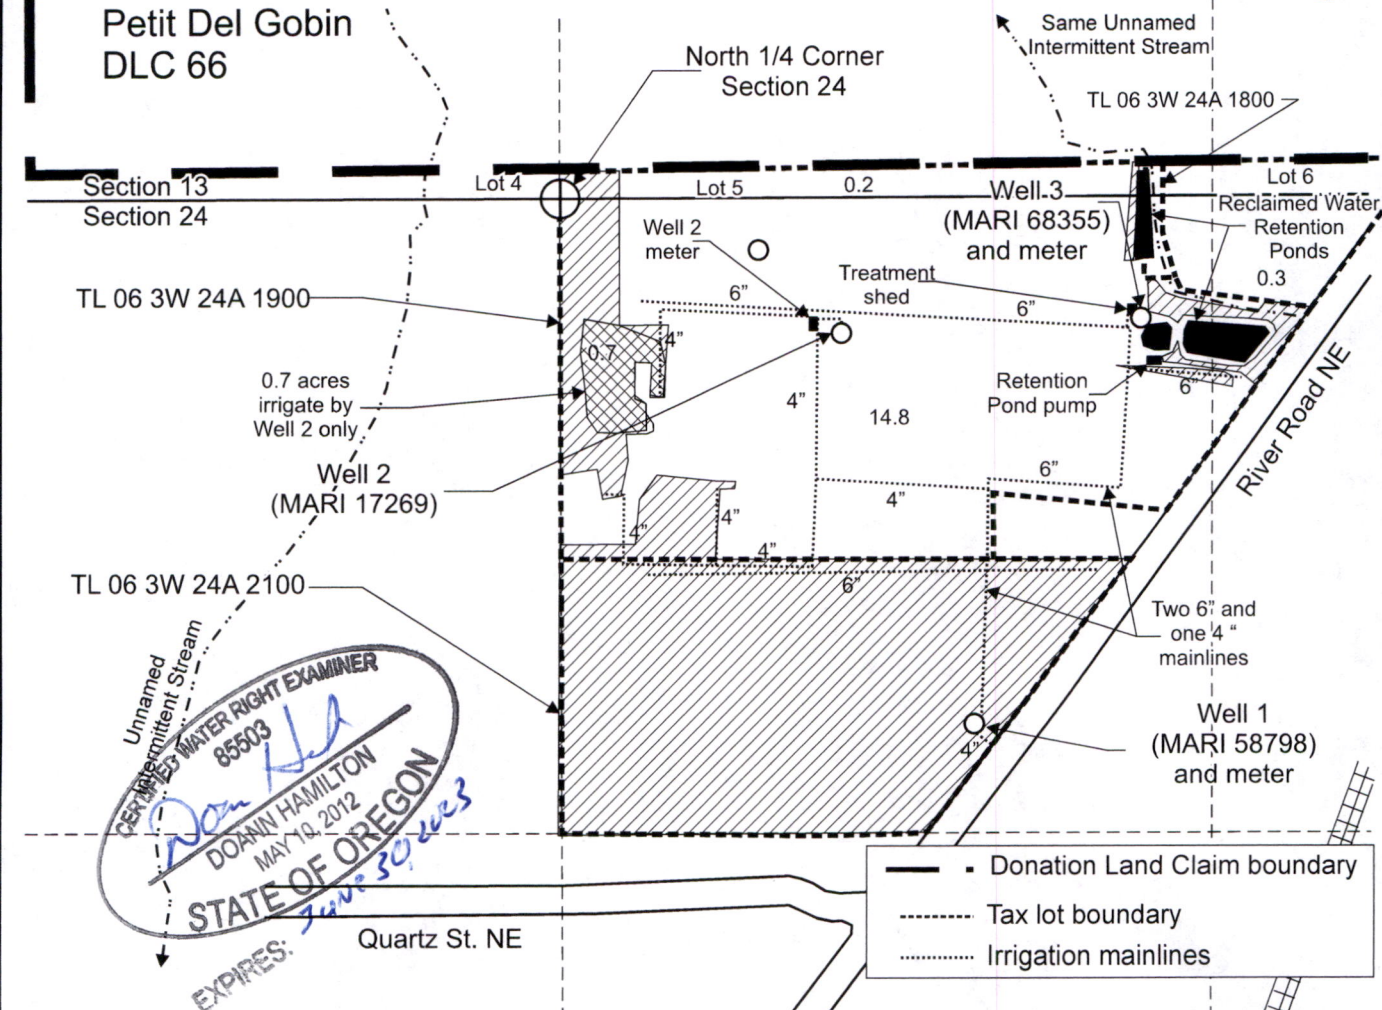 Petit Del Gobin
DLC 66
North 1/4 Corner
Section 24
Same Unnamed
Intermittent Stream
TL 06 3W 24A 1800
Section 13
Section 24
Lot 4
Lot 5
0.2
Lot 6
Well 3
(MARI 68355)
and meter
Reclaimed Water
Retention
Ponds
0.3
Well 2
meter
Treatment
shed
TL 06 3W 24A 1900
6”
6”
4”
0.7
0.7 acres
irrigate by
Well 2 only
4”
14.8
Retention
Pond pump
6”
River Road NE
Well 2
(MARI 17269)
6”
4”
4”
4”
4”
6”
TL 06 3W 24A 2100
Two 6” and
one 4 “
mainlines
Unnamed
Intermittent Stream
Well 1
(MARI 58798)
and meter
4”
CERTIFIED WATER RIGHT EXAMINER
85503
DOANN HAMILTON
MAY 10, 2012
STATE OF OREGON
EXPIRES: JUNE 30, 2023
Quartz St. NE
Donation Land Claim boundary
Tax lot boundary
Irrigation mainlines